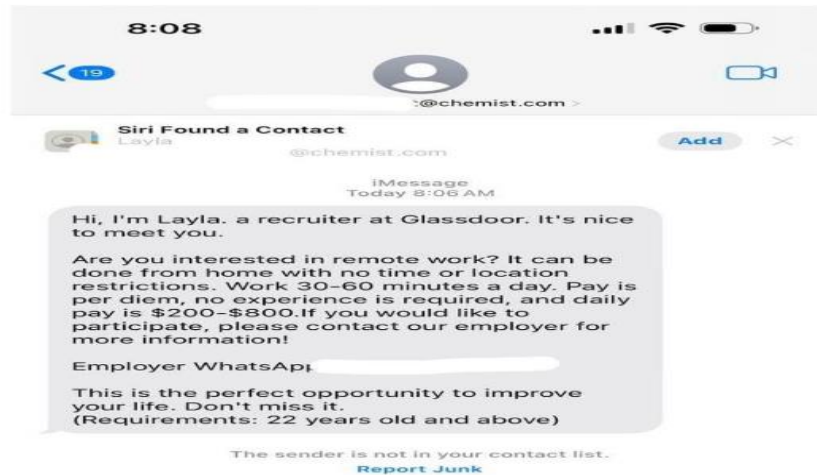 8:08
19
@chemist.com >
Siri Found a Contact
Layla
@chemist.com
Add
iMessage
Today 8:06 AM
Hi, I'm Layla. a recruiter at Glassdoor. It's nice
to meet you.
Are you interested in remote work? It can be
done from home with no time or location
restrictions. Work 30-60 minutes a day. Pay is
per diem, no experience is required, and daily
pay is $200-$800.If you would like to
participate, please contact our employer for
more information!
Employer
This is the perfect opportunity to improve
your life. Don't miss it.
(Requirements: 22 years old and above)
The sender is not in your contact list.
Report Junk